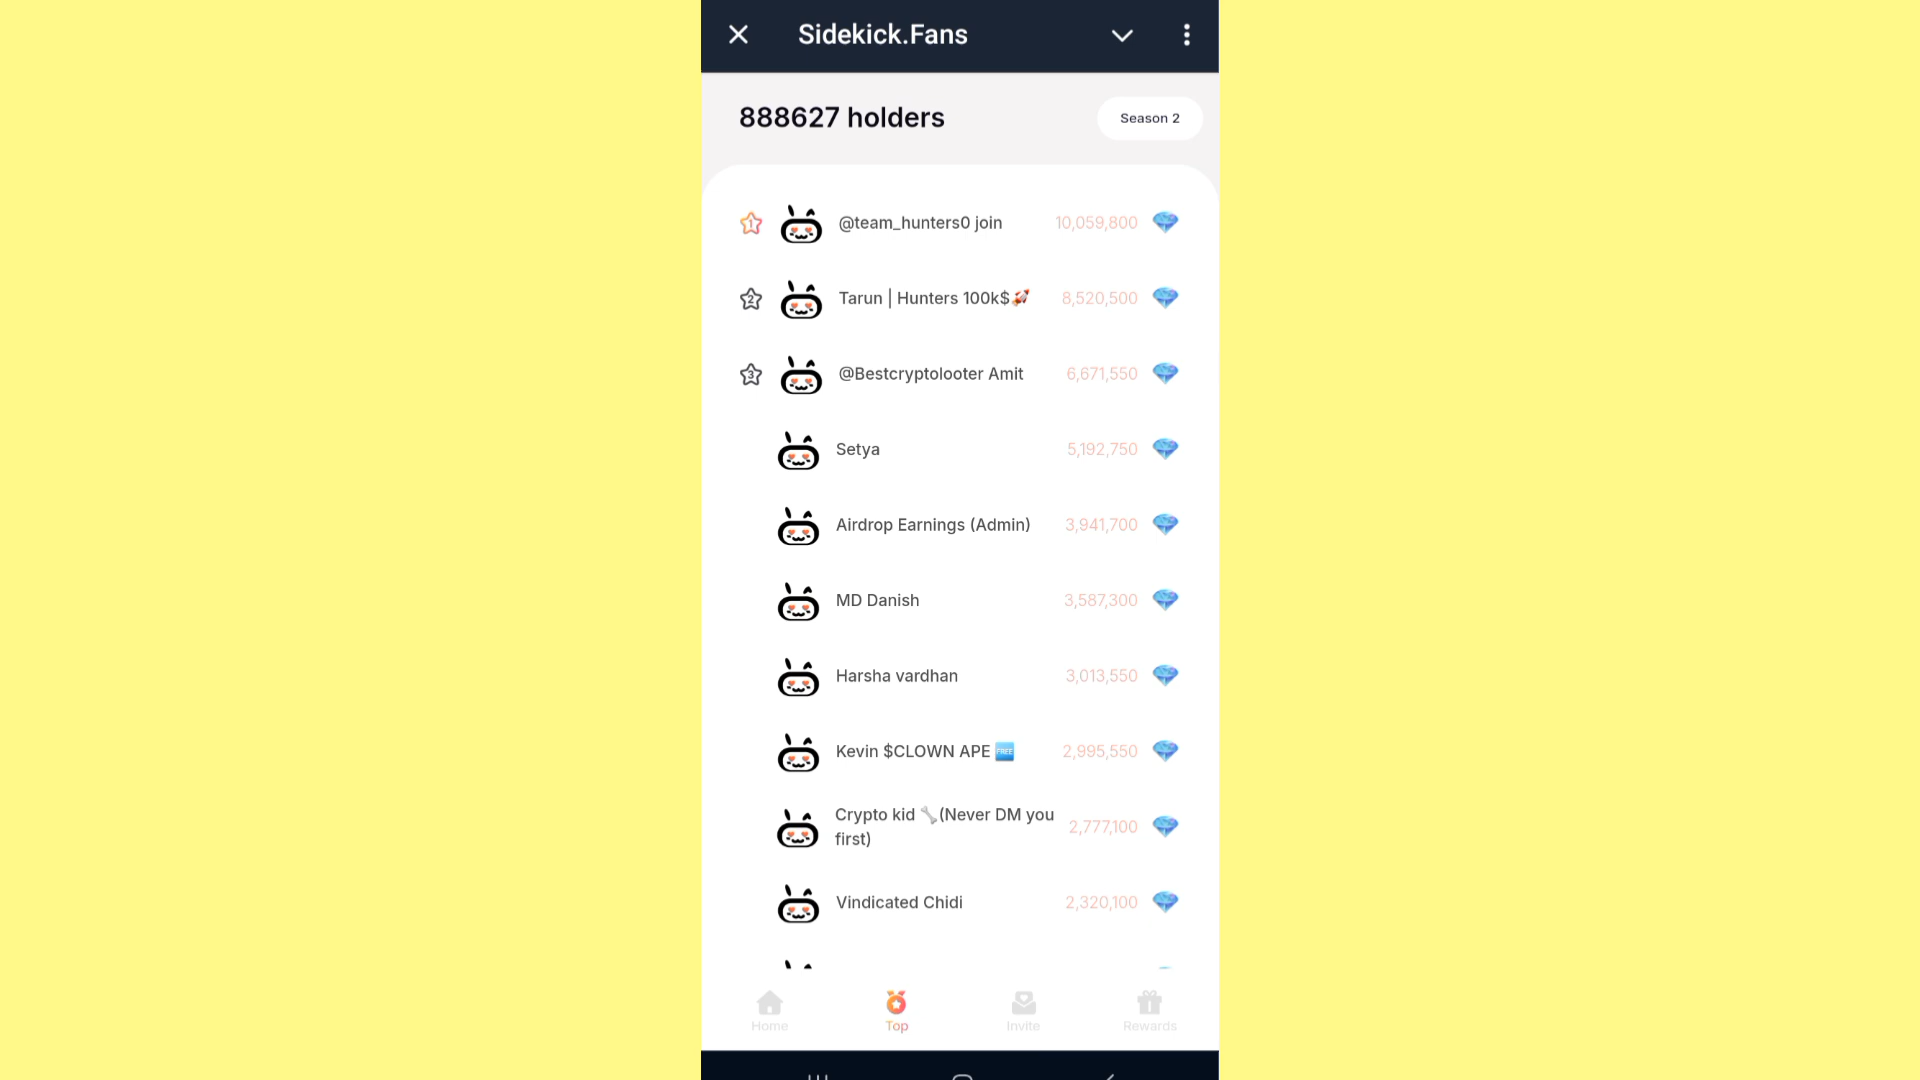 Sidekick.Fans
888627 holders
Season 2
1 @team_hunters0 join 10,059,800
2 Tarun | Hunters 100k$🚀 8,520,500
3 @Bestcryptolooter Amit 6,671,550
Setya 5,192,750
Airdrop Earnings (Admin) 3,941,700
MD Danish 3,587,300
Harsha vardhan 3,013,550
Kevin $CLOWN APE 🆓 2,995,550
Crypto kid 🦴(Never DM you
first) 2,777,100
Vindicated Chidi 2,320,100
Home Top Invite Rewards